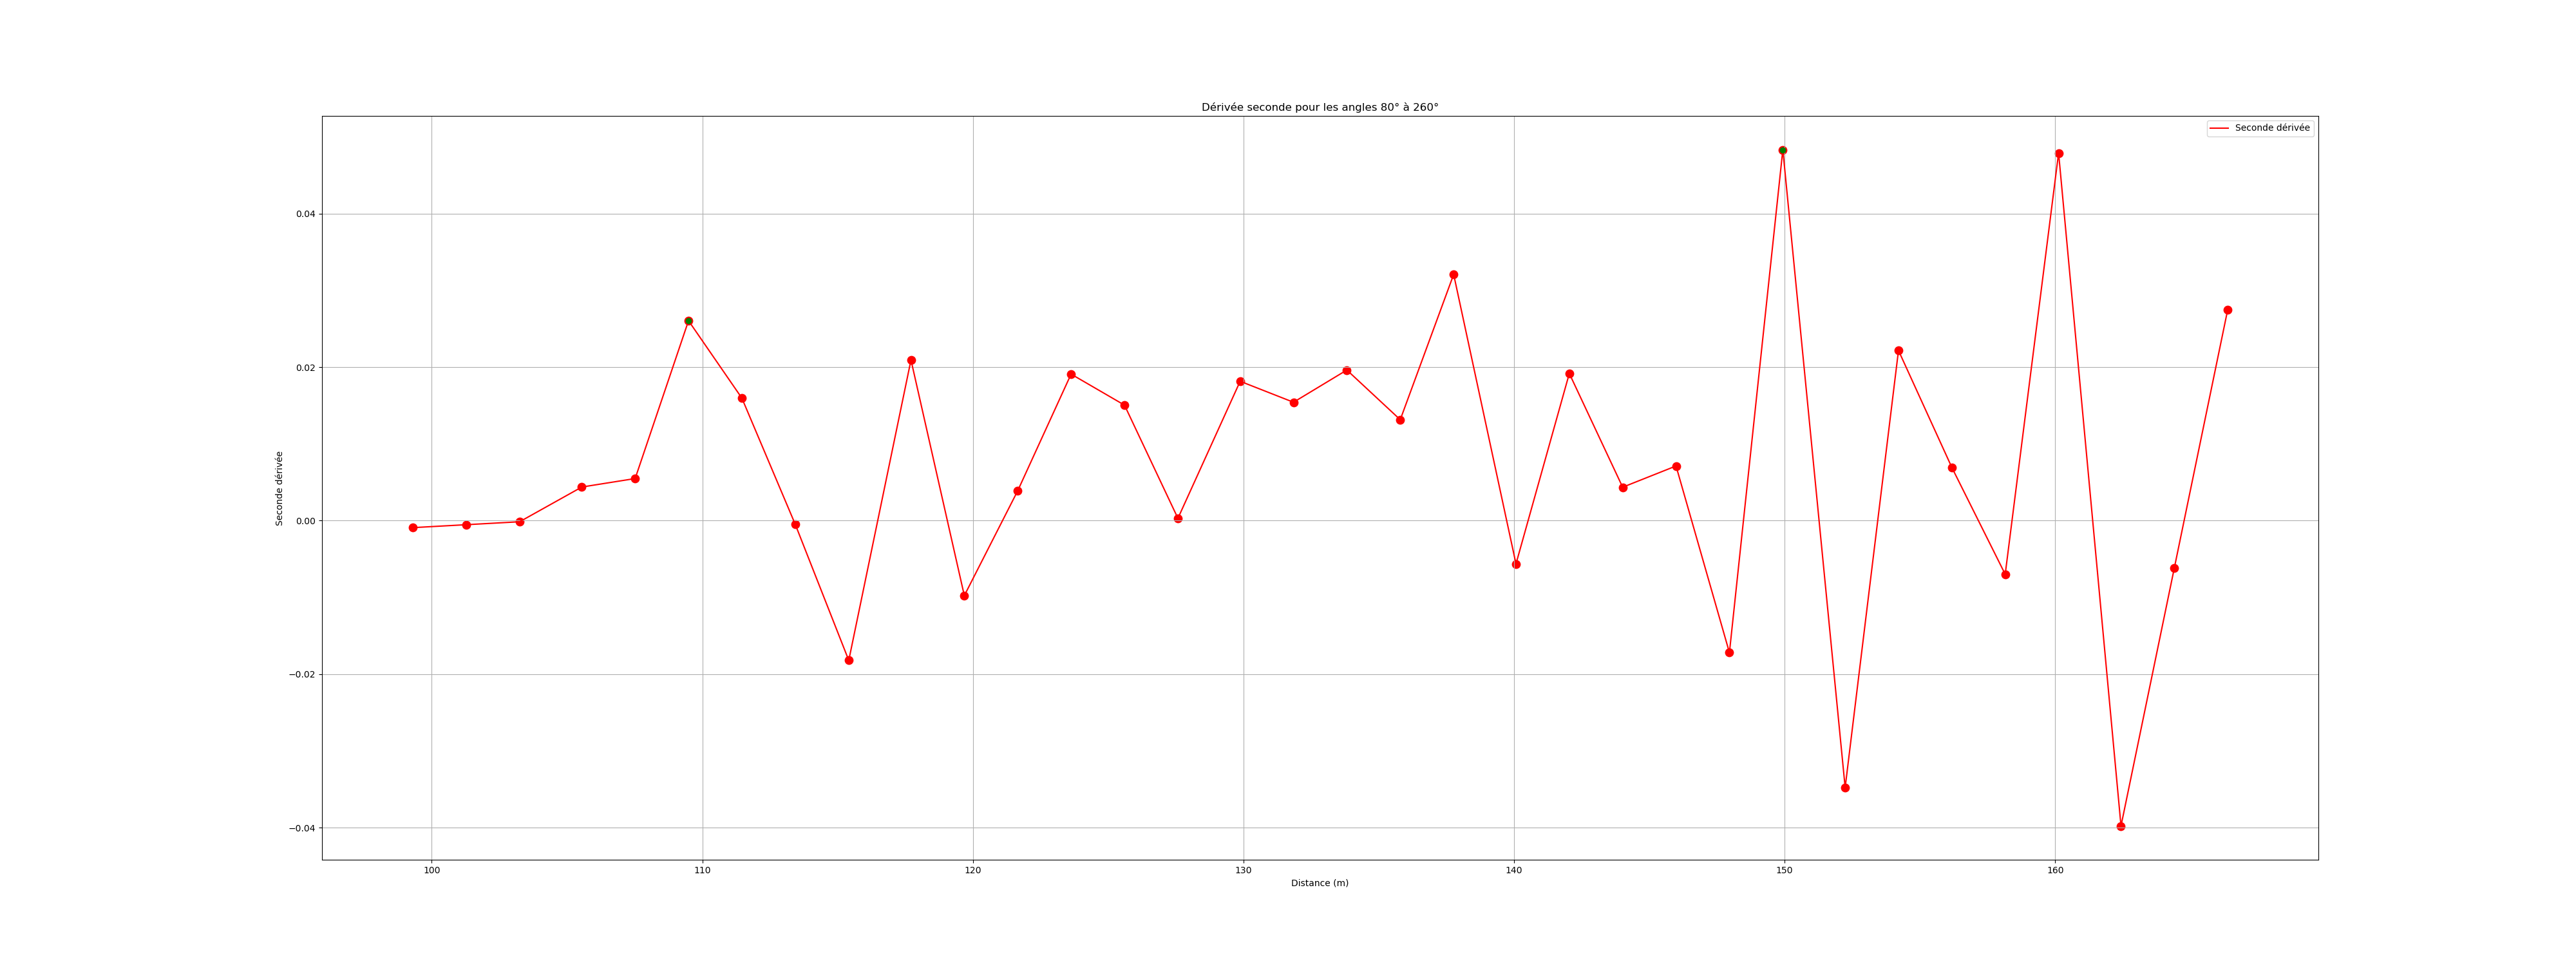 Dérivée seconde pour les angles 80° à 260°
Seconde dérivée
0.04
0.02
0.00
−0.02
−0.04
Seconde dérivée
100 110 120 130 140 150 160
Distance (m)